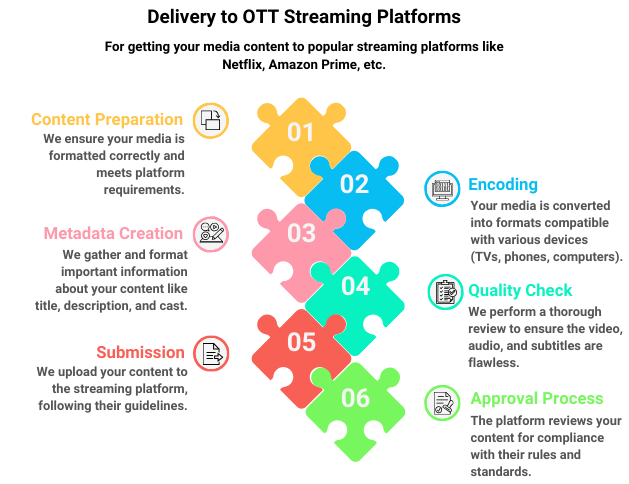 Delivery to OTT Streaming Platforms
For getting your media content to popular streaming platforms like
Netflix, Amazon Prime, etc.
01
Content Preparation
We ensure your media is
formatted correctly and
meets platform
requirements.
02
Encoding
Your media is converted
into formats compatible
with various devices
(TVs, phones, computers).
03
Metadata Creation
We gather and format
important information
about your content like
title, description, and cast.
04
Quality Check
We perform a thorough
review to ensure the video,
audio, and subtitles are
flawless.
05
Submission
We upload your content to
the streaming platform,
following their guidelines.
06
Approval Process
The platform reviews your
content for compliance
with their rules and
standards.